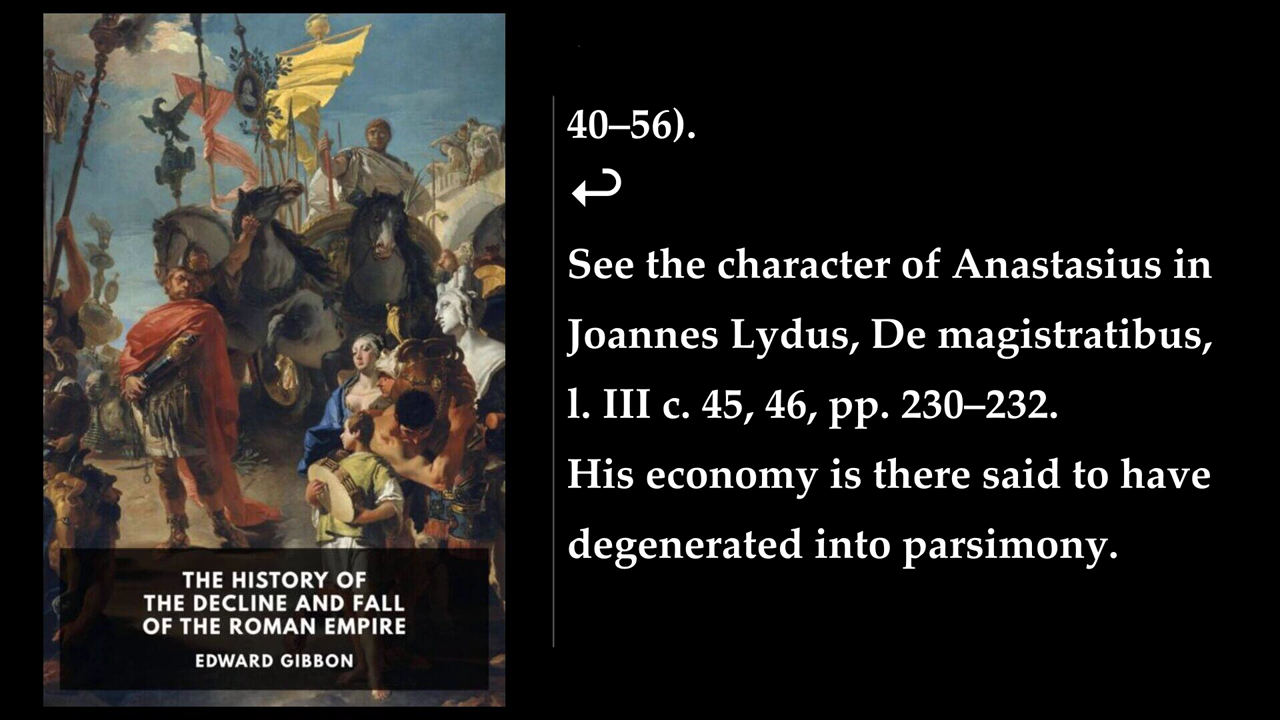 40–56).
↩
See the character of Anastasius in
Joannes Lydus, De magistratibus,
l. III c. 45, 46, pp. 230–232.
His economy is there said to have
degenerated into parsimony.
THE HISTORY OF
THE DECLINE AND FALL
OF THE ROMAN EMPIRE
EDWARD GIBBON